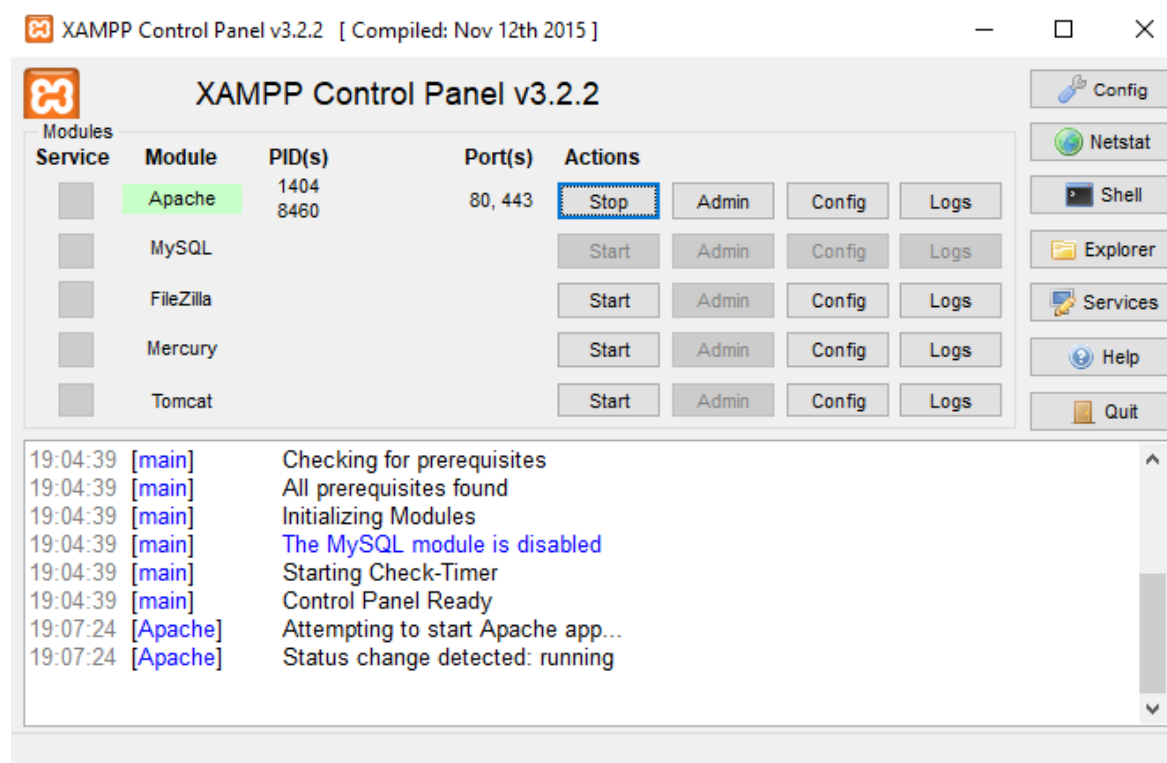 XAMPP Control Panel v3.2.2 [ Compiled: Nov 12th 2015 ]
XAMPP Control Panel v3.2.2
Config
Modules
Service Module PID(s) Port(s) Actions
Netstat
Apache 1404 80, 443 Stop Admin Config Logs
8460
Shell
MySQL Start Admin Config Logs
Explorer
FileZilla Start Admin Config Logs
Services
Mercury Start Admin Config Logs
Help
Tomcat Start Admin Config Logs
Quit
19:04:39 [main] Checking for prerequisites
19:04:39 [main] All prerequisites found
19:04:39 [main] Initializing Modules
19:04:39 [main] The MySQL module is disabled
19:04:39 [main] Starting Check-Timer
19:04:39 [main] Control Panel Ready
19:07:24 [Apache] Attempting to start Apache app...
19:07:24 [Apache] Status change detected: running